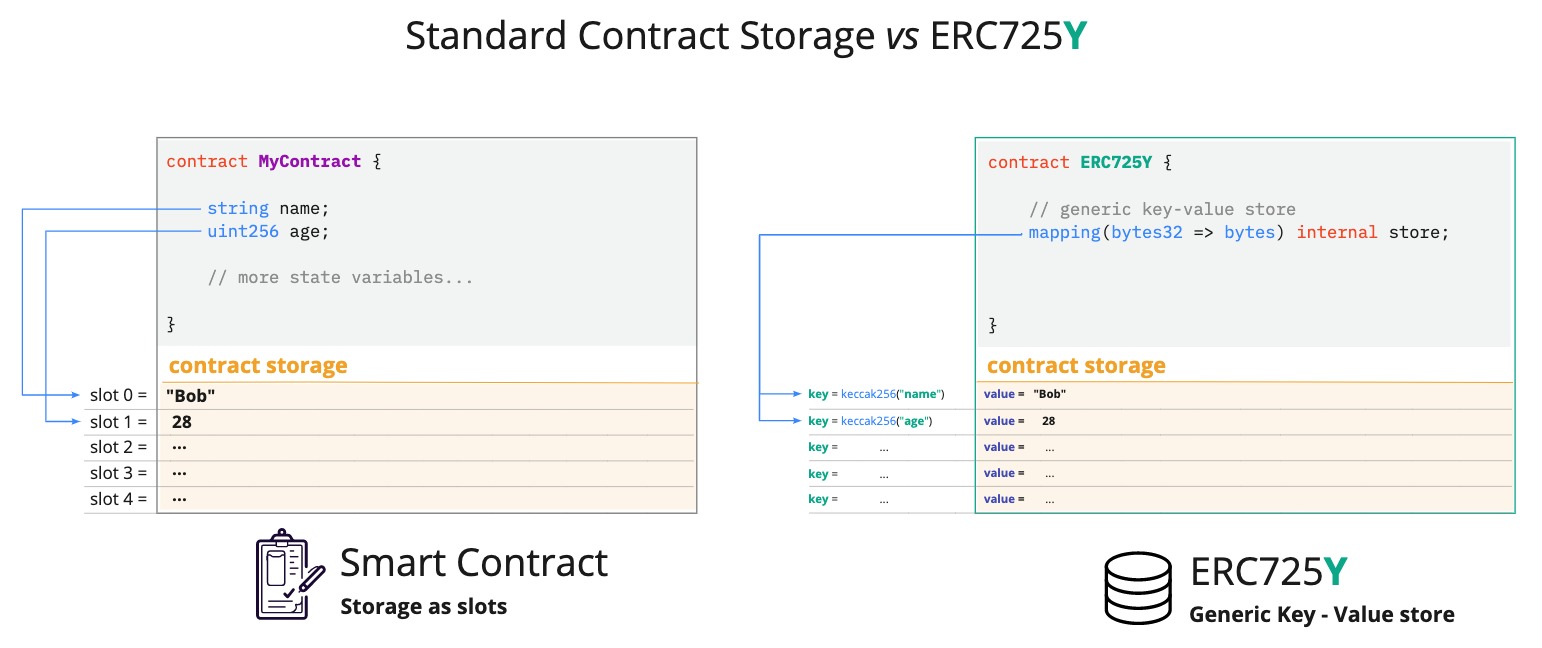 Standard Contract Storage vs ERC725Y
contract MyContract {
string name;
uint256 age;
// more state variables...
}
contract storage
slot 0 = "Bob"
slot 1 = 28
slot 2 = ...
slot 3 = ...
slot 4 = ...
Smart Contract
Storage as slots
contract ERC725Y {
// generic key-value store
mapping(bytes32 => bytes) internal store;
}
contract storage
key = keccak256("name") value = "Bob"
key = keccak256("age") value = 28
key = ... value = ...
key = ... value = ...
key = ... value = ...
ERC725Y
Generic Key - Value store